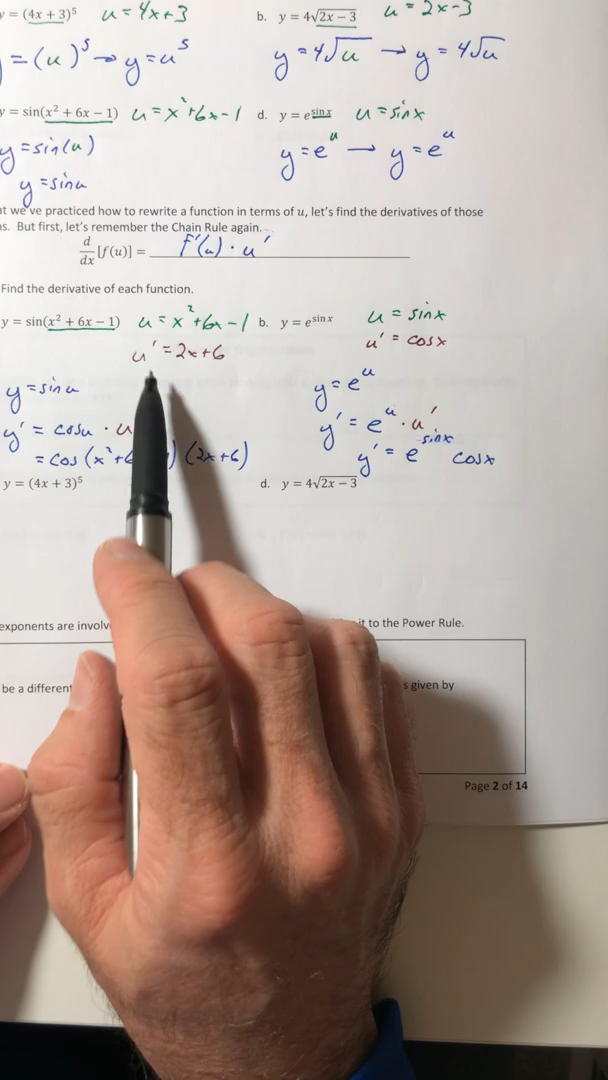 y = (4x + 3)⁵ u = 4x + 3 b. y = 4√2x − 3 u = 2x − 3
= (u)⁵ → y = u⁵ y = 4√u → y = 4√u
y = sin(x² + 6x − 1) u = x² + 6x − 1 d. y = e^sin x u = sin x
y = sin(u) y = e^u → y = e^u
y = sin u
at we've practiced how to rewrite a function in terms of u, let's find the derivatives of those
s. But first, let's remember the Chain Rule again.
d/dx [f(u)] = f'(u) · u'
Find the derivative of each function.
y = sin(x² + 6x − 1) u = x² + 6x − 1 b. y = e^sin x u = sin x
u' = 2x + 6 u' = cos x
y = sin u y = e^u
y' = cos u · u y' = e^u · u'
= cos (x² + 6 ) (2x + 6) y' = e^sin x cos x
y = (4x + 3)⁵ d. y = 4√2x − 3
exponents are involv it to the Power Rule.
be a different s given by
Page 2 of 14